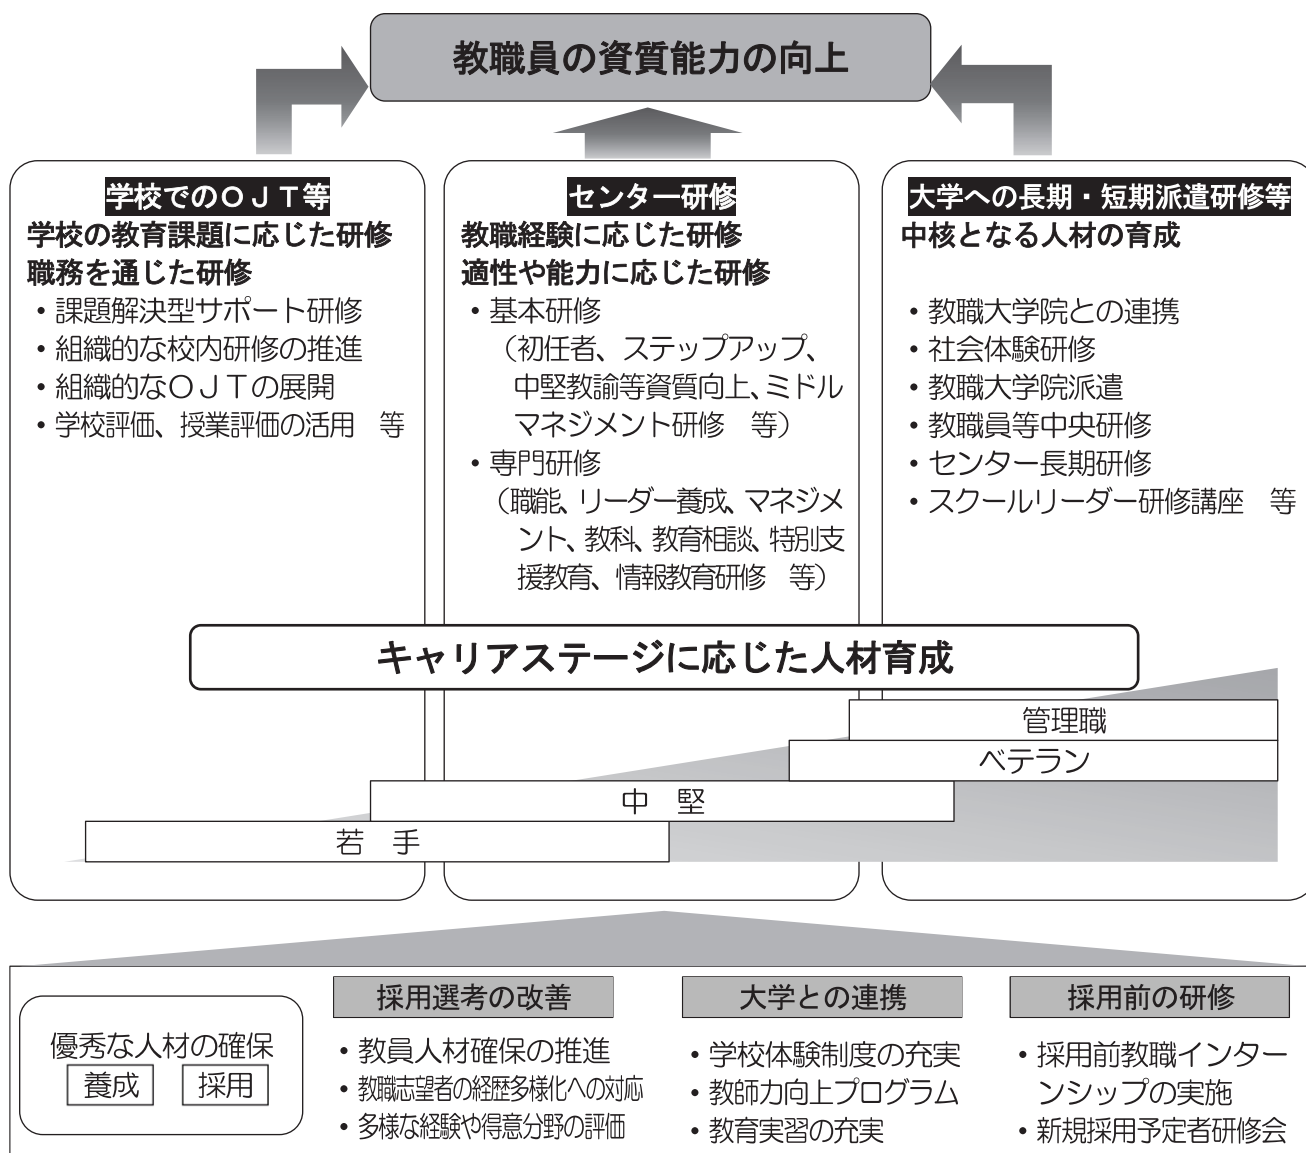 教職員の資質能力の向上
学校でのＯＪＴ等
学校の教育課題に応じた研修
職務を通じた研修
・課題解決型サポート研修
・組織的な校内研修の推進
・組織的なＯＪＴの展開
・学校評価、授業評価の活用　等
センター研修
教職経験に応じた研修
適性や能力に応じた研修
・基本研修
（初任者、ステップアップ、
中堅教諭等資質向上、ミドル
マネジメント研修　等）
・専門研修
（職能、リーダー養成、マネジメ
ント、教科、教育相談、特別支
援教育、情報教育研修　等）
大学への長期・短期派遣研修等
中核となる人材の育成
・教職大学院との連携
・社会体験研修
・教職大学院派遣
・教職員等中央研修
・センター長期研修
・スクールリーダー研修講座　等
キャリアステージに応じた人材育成
管理職
ベテラン
中　堅
若　手
優秀な人材の確保
養成　採用
採用選考の改善
・教員人材確保の推進
・教職志望者の経歴多様化への対応
・多様な経験や得意分野の評価
大学との連携
・学校体験制度の充実
・教師力向上プログラム
・教育実習の充実
採用前の研修
・採用前教職インター
ンシップの実施
・新規採用予定者研修会